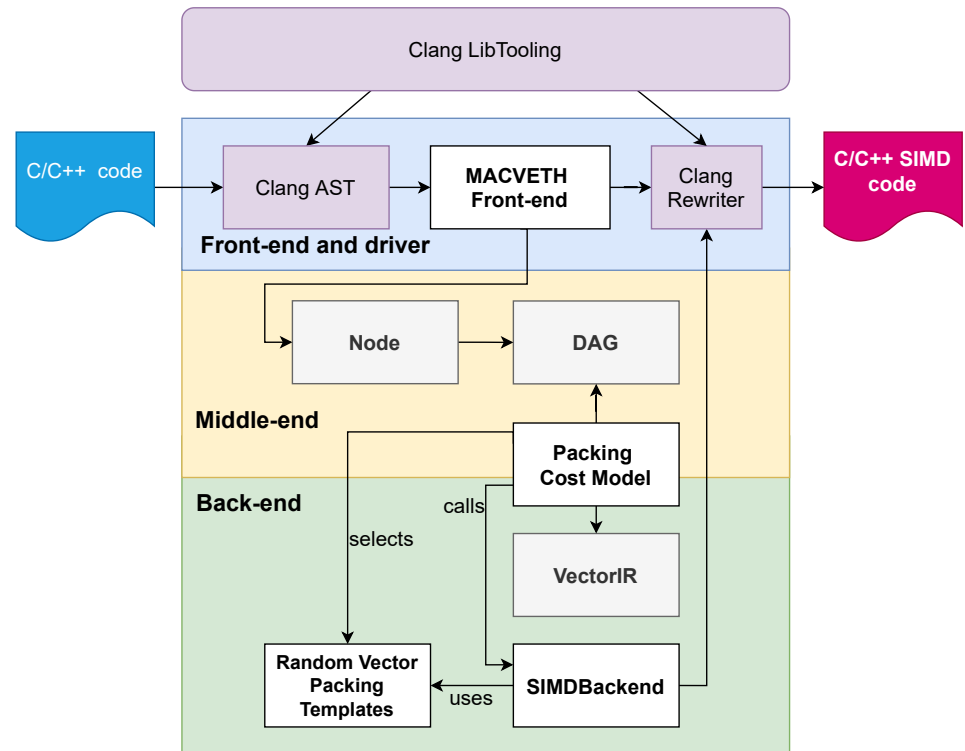 Clang LibTooling
C/C++ code
Clang AST
MACVETH
Front-end
Clang
Rewriter
C/C++ SIMD
code
Front-end and driver
Node
DAG
Middle-end
Packing
Cost Model
Back-end
calls
selects
VectorIR
Random Vector
Packing
Templates
uses
SIMDBackend